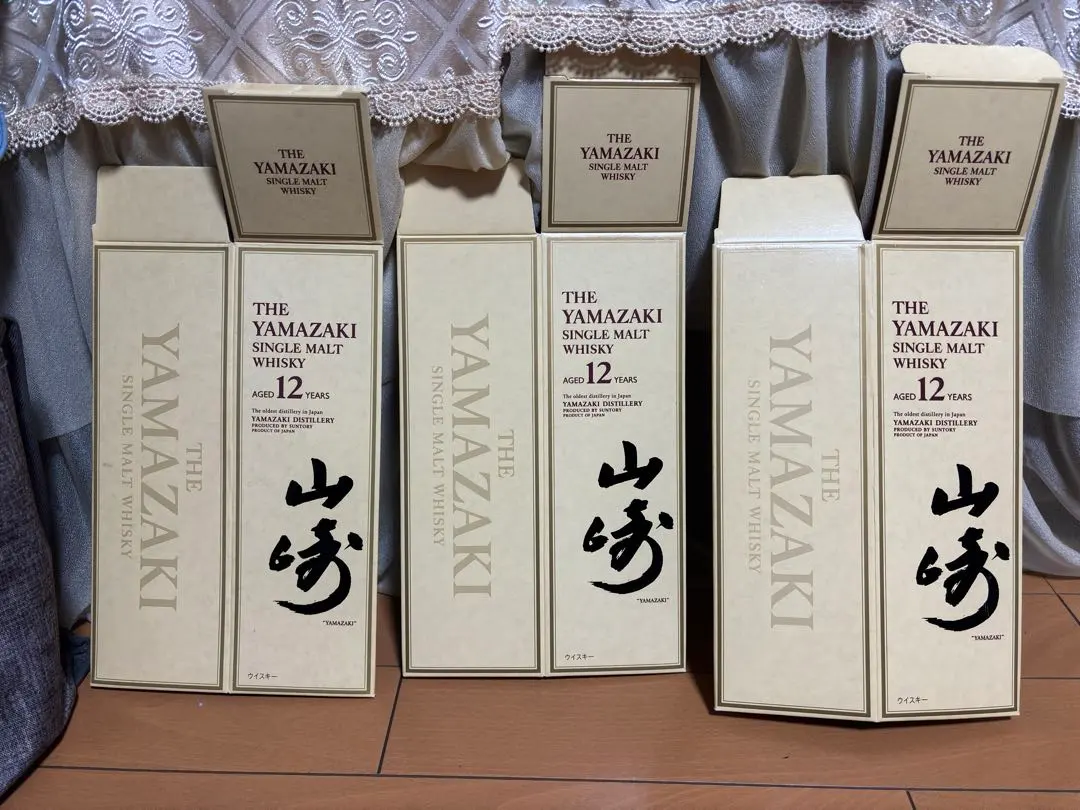 THE
YAMAZAKI
SINGLE MALT
WHISKY
THE
YAMAZAKI
SINGLE MALT WHISKY
THE
YAMAZAKI
SINGLE MALT
WHISKY
AGED 12 YEARS
The oldest distillery in Japan
YAMAZAKI DISTILLERY
PRODUCED BY SUNTORY
PRODUCT OF JAPAN
山崎
"YAMAZAKI"
ウイスキー
THE
YAMAZAKI
SINGLE MALT
WHISKY
THE
YAMAZAKI
SINGLE MALT WHISKY
THE
YAMAZAKI
SINGLE MALT
WHISKY
AGED 12 YEARS
The oldest distillery in Japan
YAMAZAKI DISTILLERY
PRODUCED BY SUNTORY
PRODUCT OF JAPAN
山崎
"YAMAZAKI"
ウイスキー
THE
YAMAZAKI
SINGLE MALT
WHISKY
THE
YAMAZAKI
SINGLE MALT WHISKY
THE
YAMAZAKI
SINGLE MALT
WHISKY
AGED 12 YEARS
The oldest distillery in Japan
YAMAZAKI DISTILLERY
PRODUCED BY SUNTORY
PRODUCT OF JAPAN
山崎
"YAMAZAKI"
ウイスキー